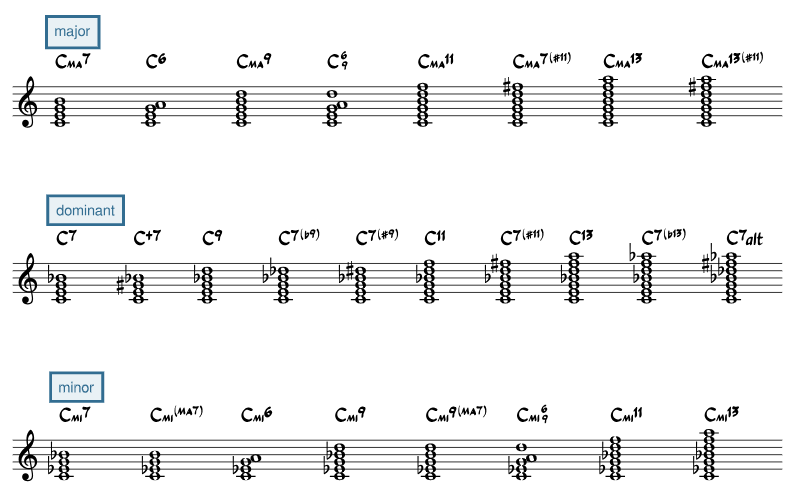 major
CMA7 C6 CMA9 C6/9 CMA11 CMA7(#11) CMA13 CMA13(#11)
dominant
C7 C+7 C9 C7(b9) C7(#9) C11 C7(#11) C13 C7(b13) C7alt
minor
CMI7 CMI(MA7) CMI6 CMI9 CMI9(MA7) CMI6/9 CMI11 CMI13